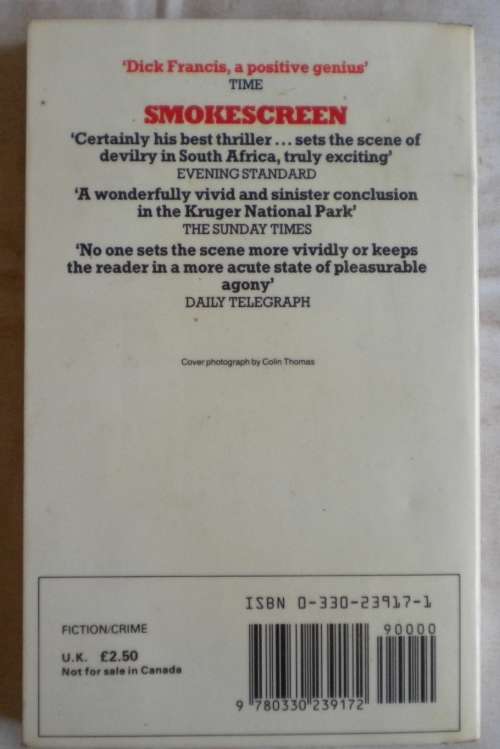 'Dick Francis, a positive genius'
TIME
SMOKESCREEN
'Certainly his best thriller ... sets the scene of
devilry in South Africa, truly exciting'
EVENING STANDARD
'A wonderfully vivid and sinister conclusion
in the Kruger National Park'
THE SUNDAY TIMES
'No one sets the scene more vividly or keeps
the reader in a more acute state of pleasurable
agony'
DAILY TELEGRAPH
Cover photograph by Colin Thomas
ISBN 0-330-23917-1
FICTION/CRIME
90000
U.K. £2.50
Not for sale in Canada
9 780330 239172